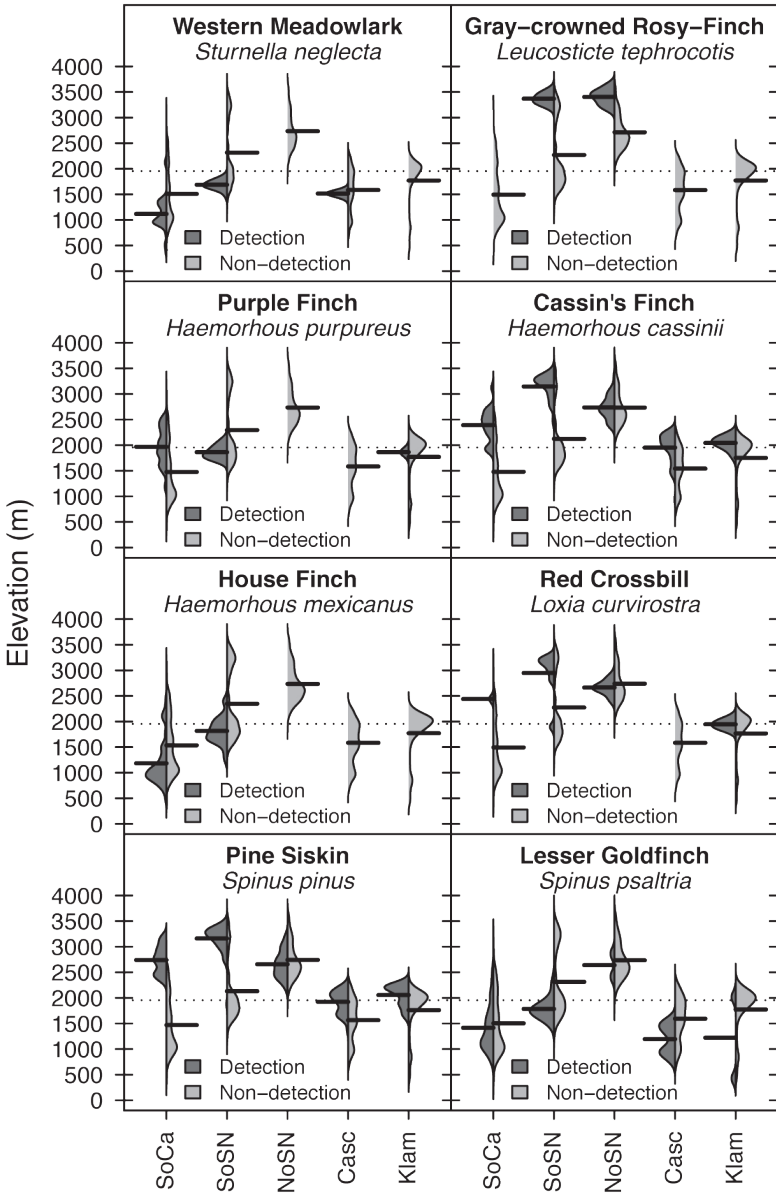 Western Meadowlark
Sturnella neglecta
4000
3500
3000
2500
2000
1500
1000
500
0
Detection
Non−detection
Gray−crowned Rosy−Finch
Leucosticte tephrocotis
Detection
Non−detection
Purple Finch
Haemorhous purpureus
4000
3500
3000
2500
2000
1500
1000
500
0
Detection
Non−detection
Cassin's Finch
Haemorhous cassinii
Detection
Non−detection
Elevation (m)
House Finch
Haemorhous mexicanus
4000
3500
3000
2500
2000
1500
1000
500
0
Detection
Non−detection
Red Crossbill
Loxia curvirostra
Detection
Non−detection
Pine Siskin
Spinus pinus
4000
3500
3000
2500
2000
1500
1000
500
0
Detection
Non−detection
Lesser Goldfinch
Spinus psaltria
Detection
Non−detection
SoCa
SoSN
NoSN
Casc
Klam
SoCa
SoSN
NoSN
Casc
Klam